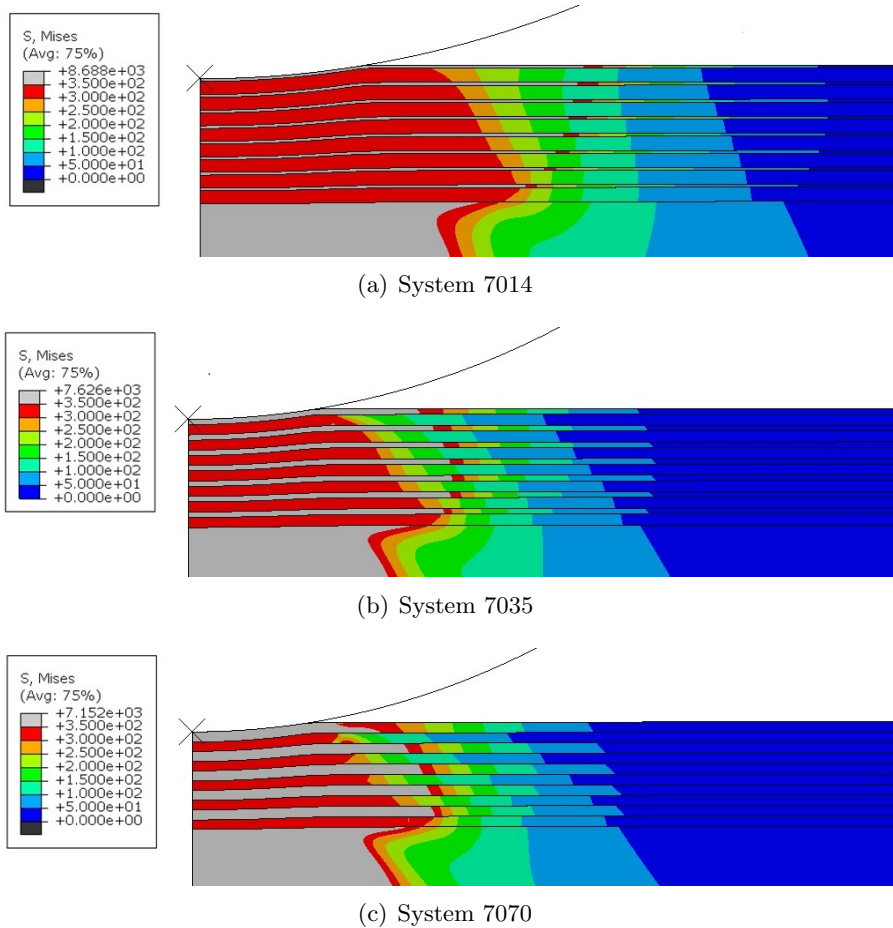 S, Mises
(Avg: 75%)
+8.688e+03
+3.500e+02
+3.000e+02
+2.500e+02
+2.000e+02
+1.500e+02
+1.000e+02
+5.000e+01
+0.000e+00
(a) System 7014
S, Mises
(Avg: 75%)
+7.626e+03
+3.500e+02
+3.000e+02
+2.500e+02
+2.000e+02
+1.500e+02
+1.000e+02
+5.000e+01
+0.000e+00
(b) System 7035
S, Mises
(Avg: 75%)
+7.152e+03
+3.500e+02
+3.000e+02
+2.500e+02
+2.000e+02
+1.500e+02
+1.000e+02
+5.000e+01
+0.000e+00
(c) System 7070